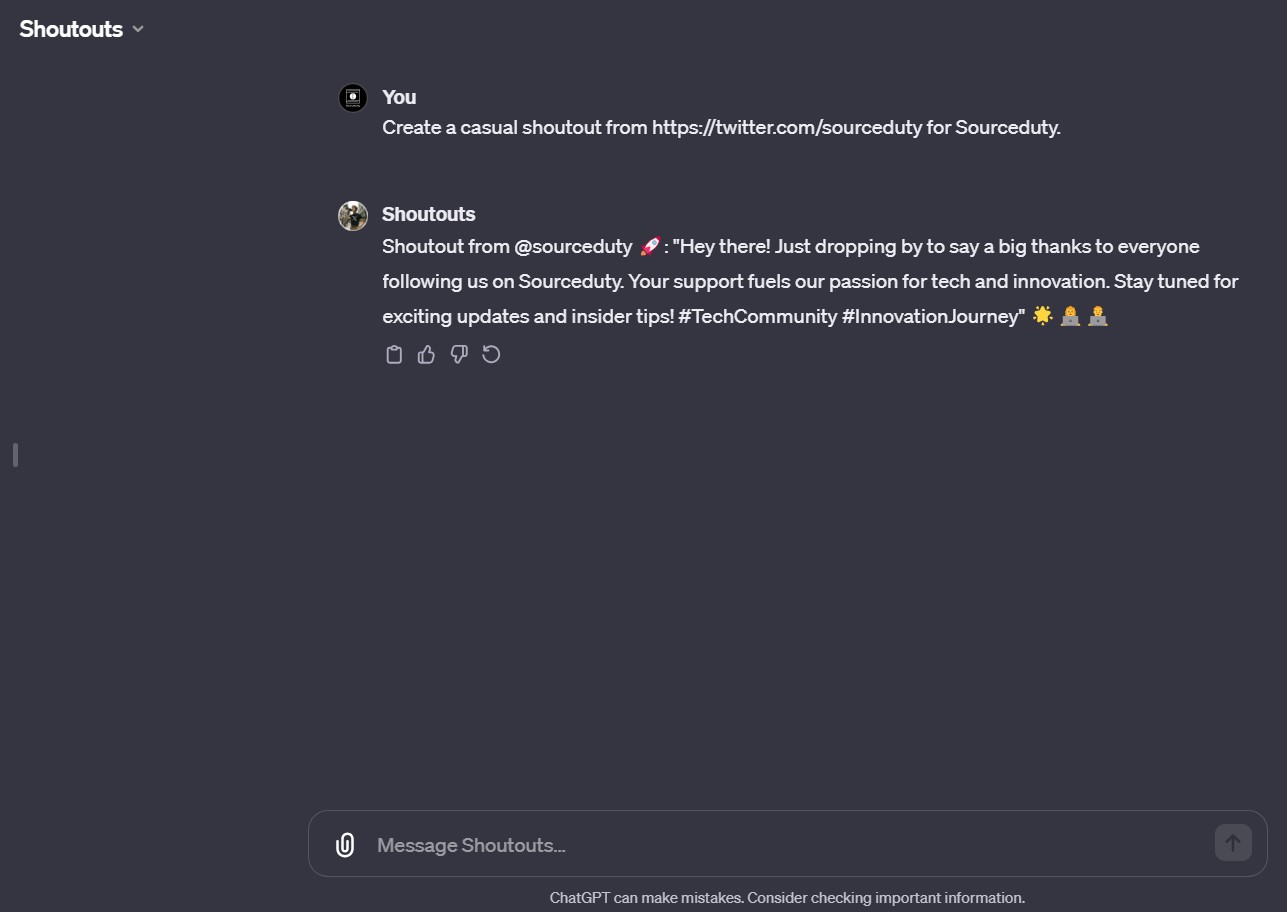 Shoutouts
You
Create a casual shoutout from https://twitter.com/sourceduty for Sourceduty.
Shoutouts
Shoutout from @sourceduty 🚀: "Hey there! Just dropping by to say a big thanks to everyone
following us on Sourceduty. Your support fuels our passion for tech and innovation. Stay tuned for
exciting updates and insider tips! #TechCommunity #InnovationJourney" 🌟 👩‍💻 👨‍💻
Message Shoutouts...
ChatGPT can make mistakes. Consider checking important information.